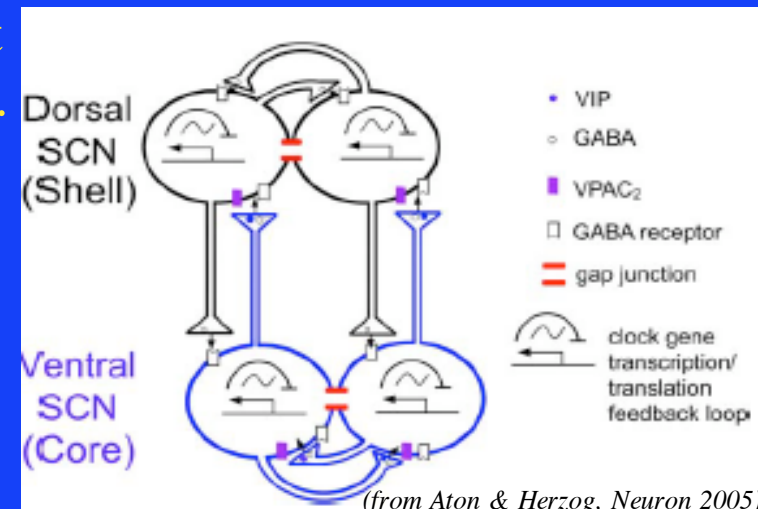 Dorsal
SCN
(Shell)
Ventral
SCN
(Core)
VIP
GABA
VPAC₂
GABA receptor
gap junction
clock gene
transcription/
translation
feedback loop
(from Aton & Herzog, Neuron 2005)